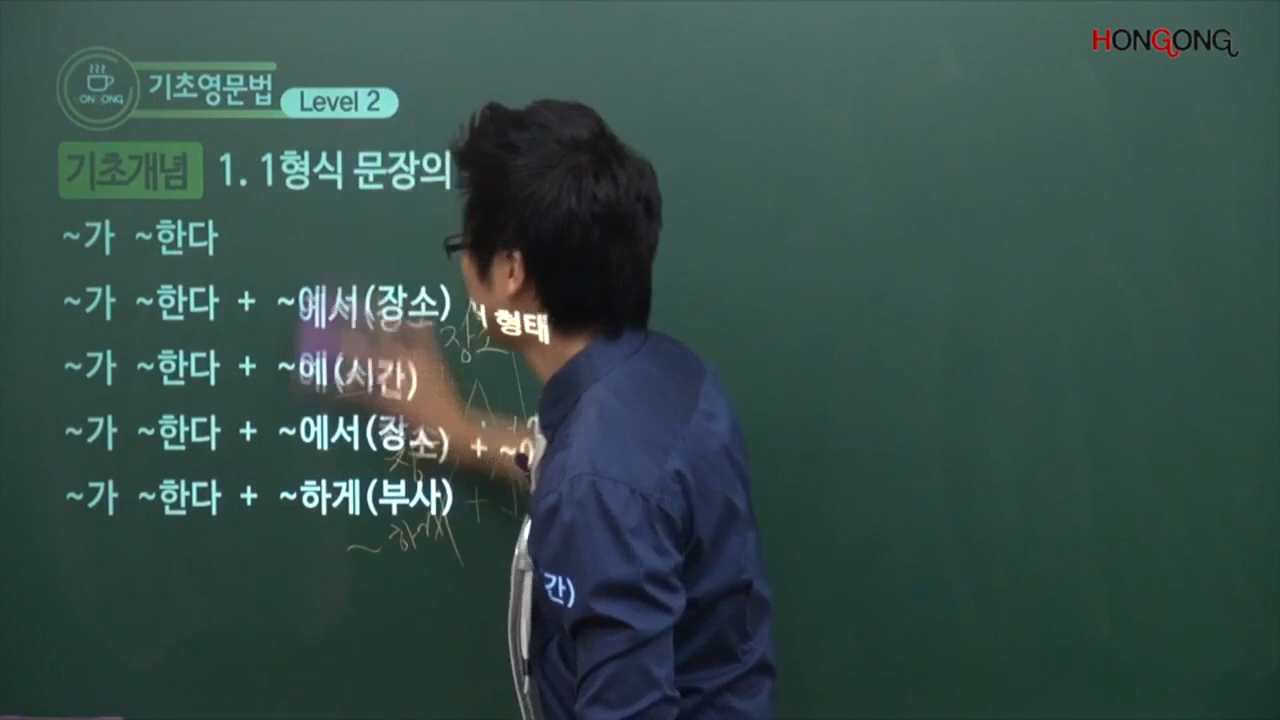 HONGONG
기초영문법
Level 2
기초개념 1. 1형식 문장의 형태
~가 ~한다
~가 ~한다 + ~에서(장소)
~가 ~한다 + ~에(시간)
~가 ~한다 + ~에서(장소) + ~에 간)
~가 ~한다 + ~하게(부사)